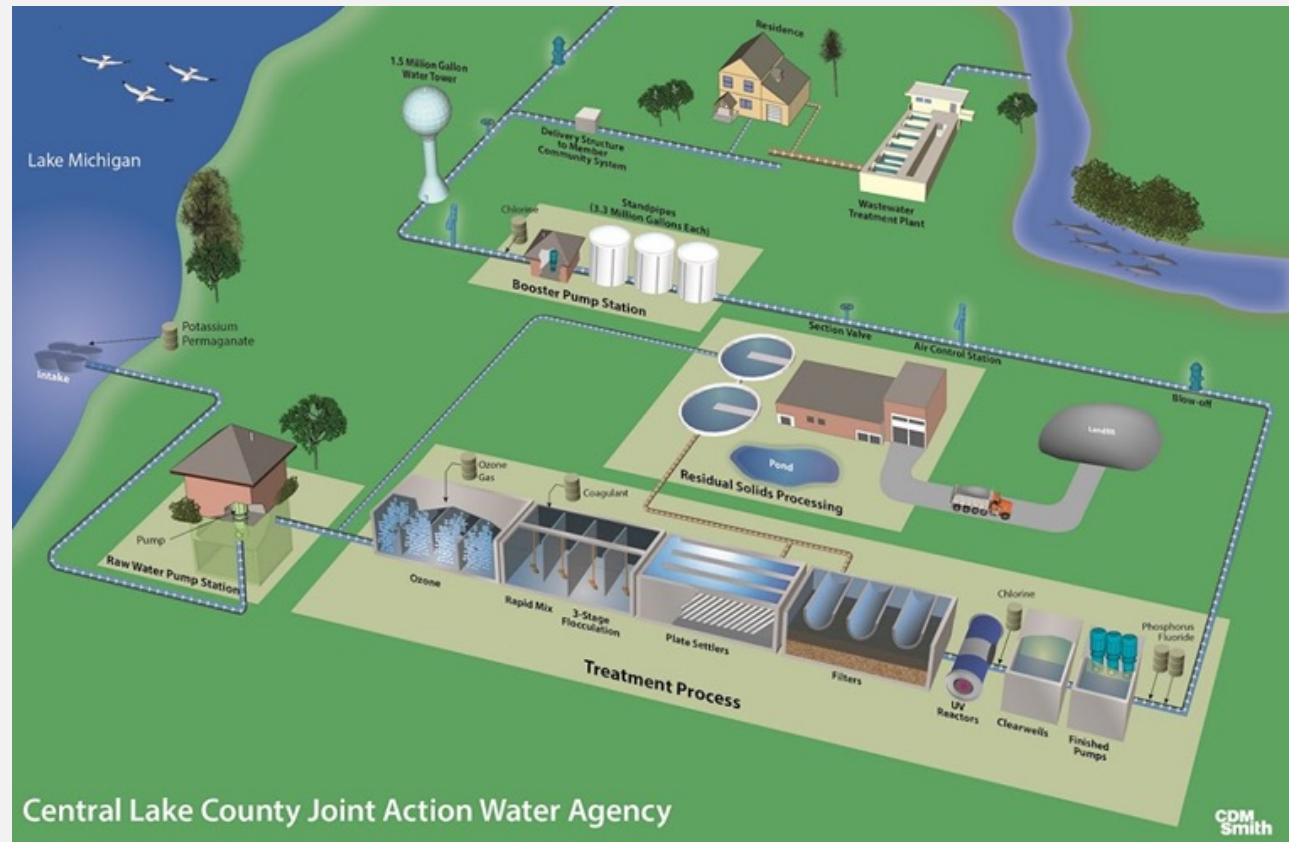 Residence
1.5 Million Gallon
Water Tower
Lake Michigan
Delivery Structure
to Member
Community System
Wastewater
Treatment Plant
Chlorine
Standpipes
(3.3 Million Gallons Each)
Booster Pump Station
Potassium
Permaganate
Intake
Section Valve
Air Control Station
Blow-off
Landfill
Pond
Residual Solids Processing
Ozone
Gas
Coagulant
Pump
Raw Water Pump Station
Ozone
Rapid Mix
3-Stage
Flocculation
Plate Settlers
Filters
Chlorine
Phosphorus
Fluoride
UV
Reactors
Clearwells
Finished
Pumps
Treatment Process
Central Lake County Joint Action Water Agency
CDM
Smith